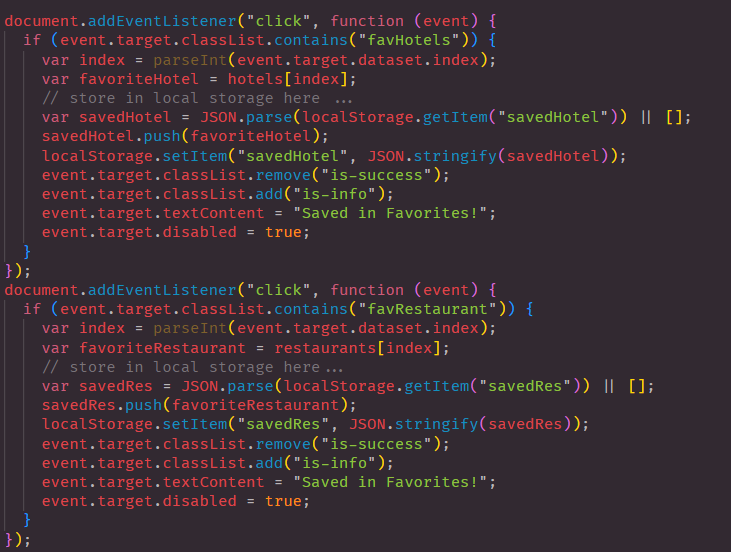 document.addEventListener("click", function (event) {
  if (event.target.classList.contains("favHotels")) {
    var index = parseInt(event.target.dataset.index);
    var favoriteHotel = hotels[index];
    // store in local storage here ...
    var savedHotel = JSON.parse(localStorage.getItem("savedHotel")) || [];
    savedHotel.push(favoriteHotel);
    localStorage.setItem("savedHotel", JSON.stringify(savedHotel));
    event.target.classList.remove("is-success");
    event.target.classList.add("is-info");
    event.target.textContent = "Saved in Favorites!";
    event.target.disabled = true;
  }
});
document.addEventListener("click", function (event) {
  if (event.target.classList.contains("favRestaurant")) {
    var index = parseInt(event.target.dataset.index);
    var favoriteRestaurant = restaurants[index];
    // store in local storage here...
    var savedRes = JSON.parse(localStorage.getItem("savedRes")) || [];
    savedRes.push(favoriteRestaurant);
    localStorage.setItem("savedRes", JSON.stringify(savedRes));
    event.target.classList.remove("is-success");
    event.target.classList.add("is-info");
    event.target.textContent = "Saved in Favorites!";
    event.target.disabled = true;
  }
});